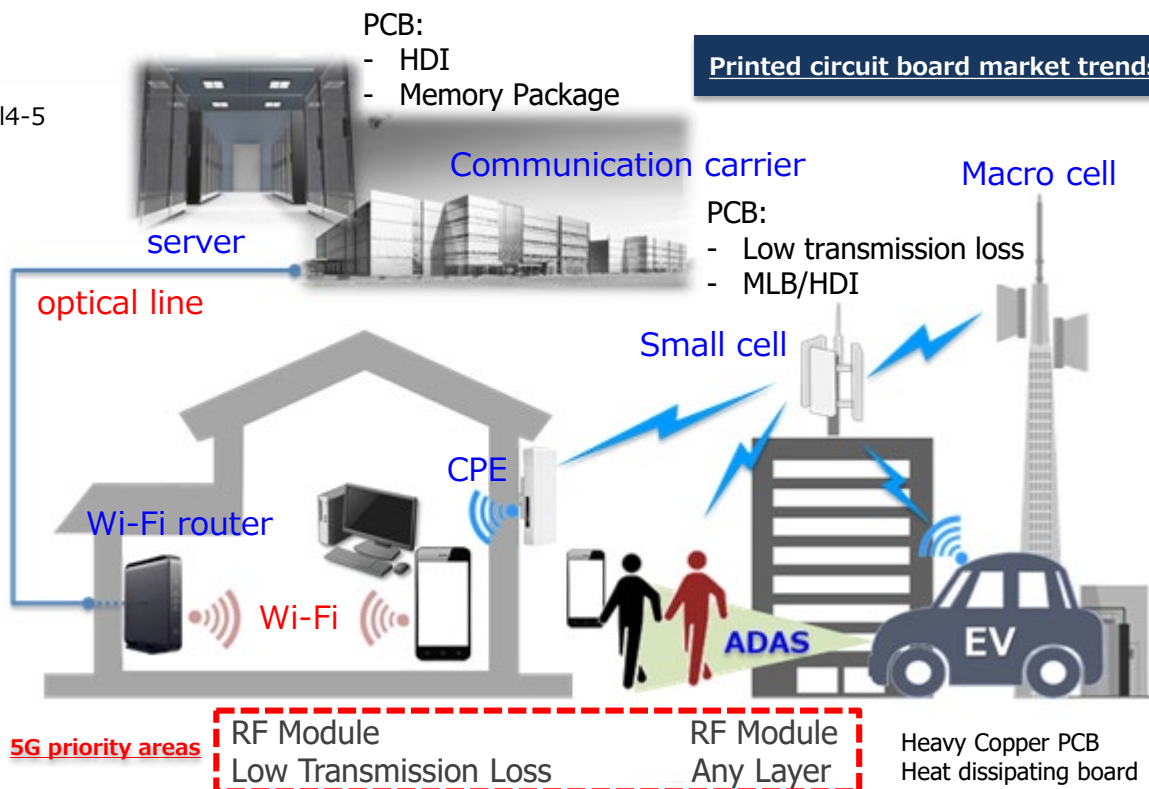 PCB:
- HDI
- Memory Package
Printed circuit board market trends
l4-5
Communication carrier
Macro cell
PCB:
- Low transmission loss
- MLB/HDI
server
optical line
Small cell
CPE
Wi-Fi router
Wi-Fi
ADAS
EV
5G priority areas
RF Module
Low Transmission Loss
RF Module
Any Layer
Heavy Copper PCB
Heat dissipating board